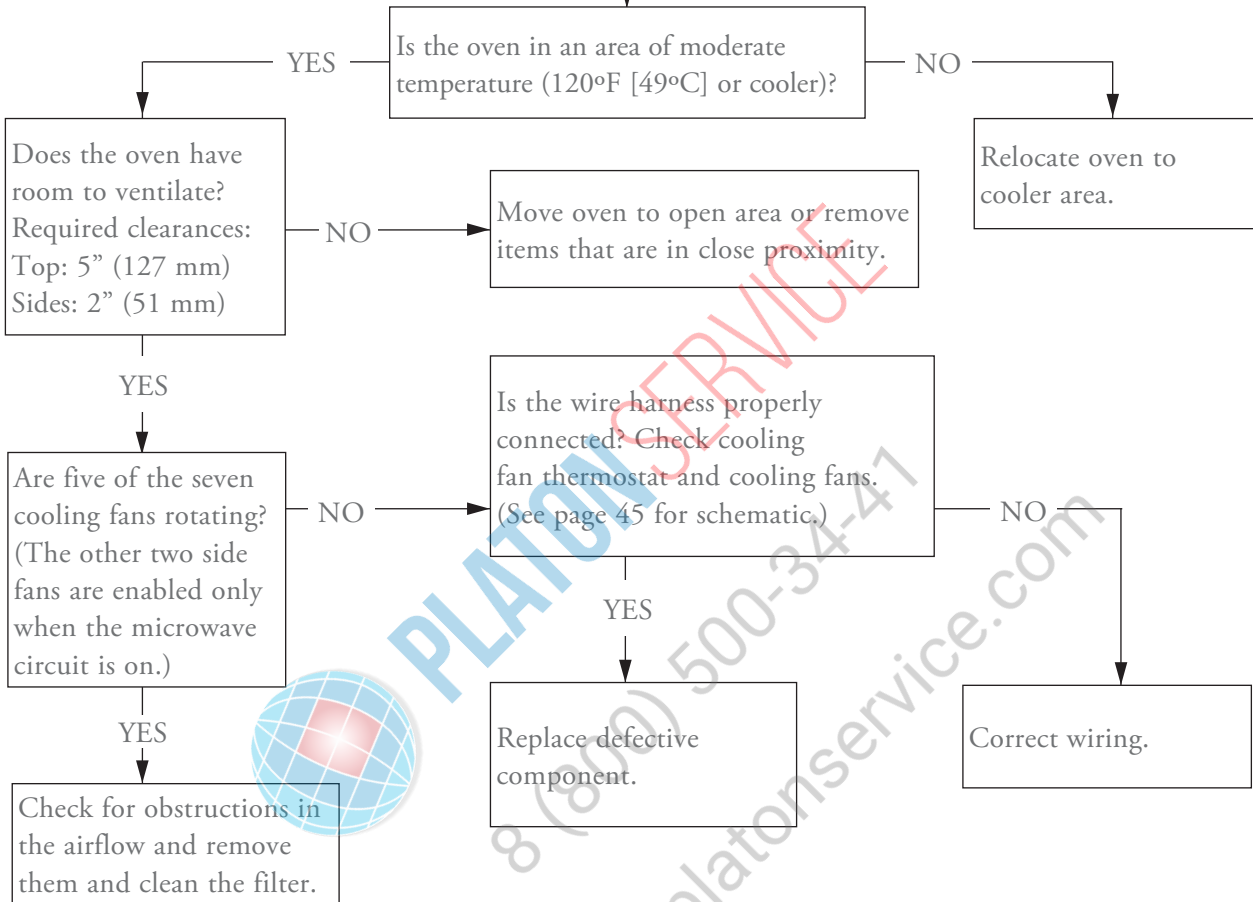 Is the oven in an area of moderate
temperature (120ºF [49ºC] or cooler)?
YES
NO
Does the oven have
room to ventilate?
Required clearances:
Top: 5” (127 mm)
Sides: 2” (51 mm)
NO
Move oven to open area or remove
items that are in close proximity.
Relocate oven to
cooler area.
YES
Are five of the seven
cooling fans rotating?
(The other two side
fans are enabled only
when the microwave
circuit is on.)
NO
Is the wire harness properly
connected? Check cooling
fan thermostat and cooling fans.
(See page 45 for schematic.)
NO
YES
YES
Replace defective
component.
Correct wiring.
Check for obstructions in
the airflow and remove
them and clean the filter.
PLATONSERVICE
8 (800) 500-34-41
platonservice.com